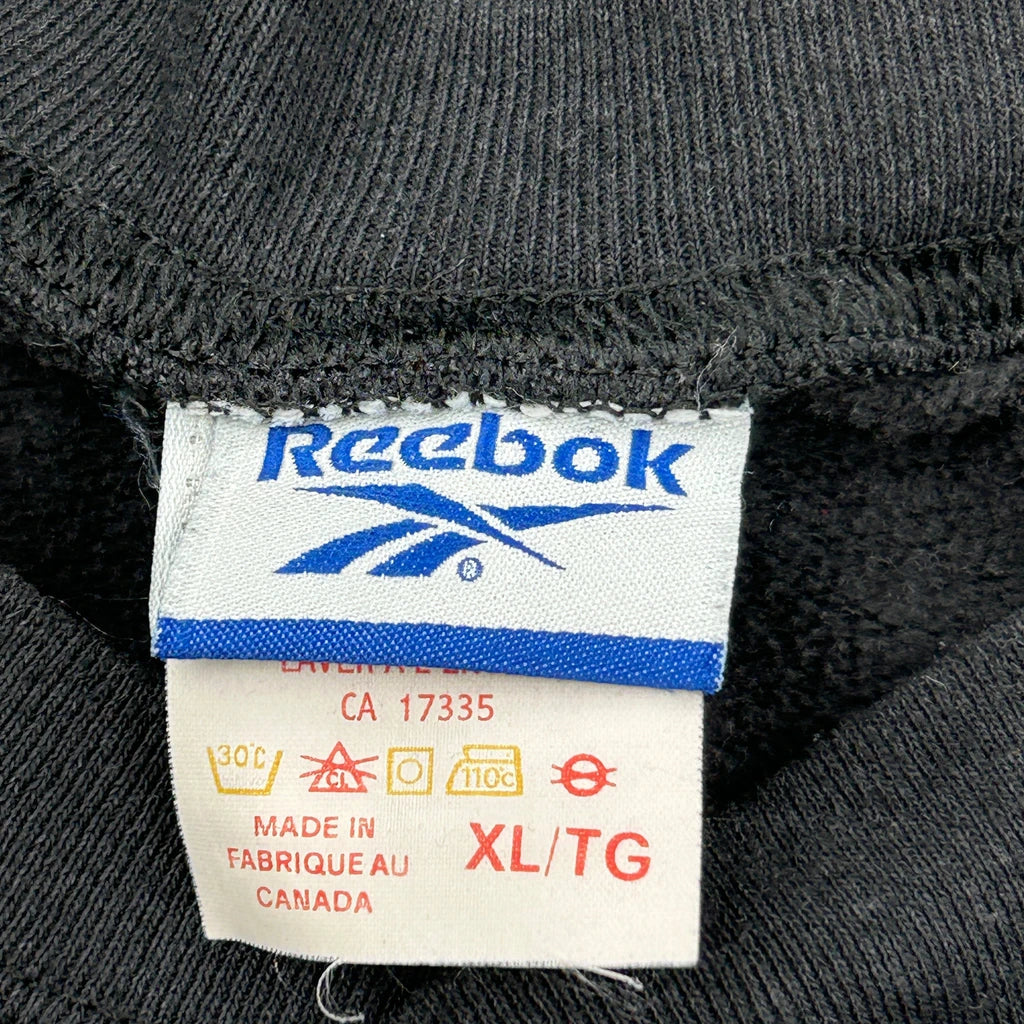 Reebok
®
CA 17335
30°C CL 110°C
MADE IN
FABRIQUE AU
CANADA
XL/TG